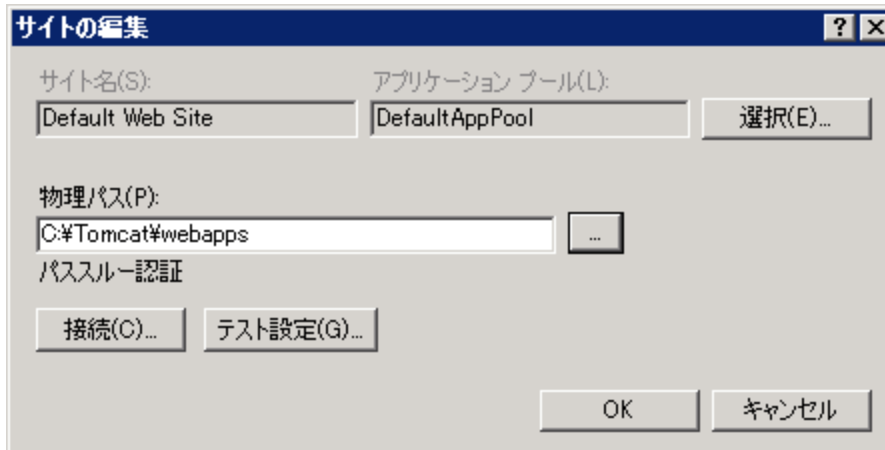 サイトの編集
サイト名(S): アプリケーション プール(L):
Default Web Site DefaultAppPool 選択(E)...
物理パス(P):
C:¥Tomcat¥webapps ...
パススルー認証
接続(C)... テスト設定(G)...
OK キャンセル